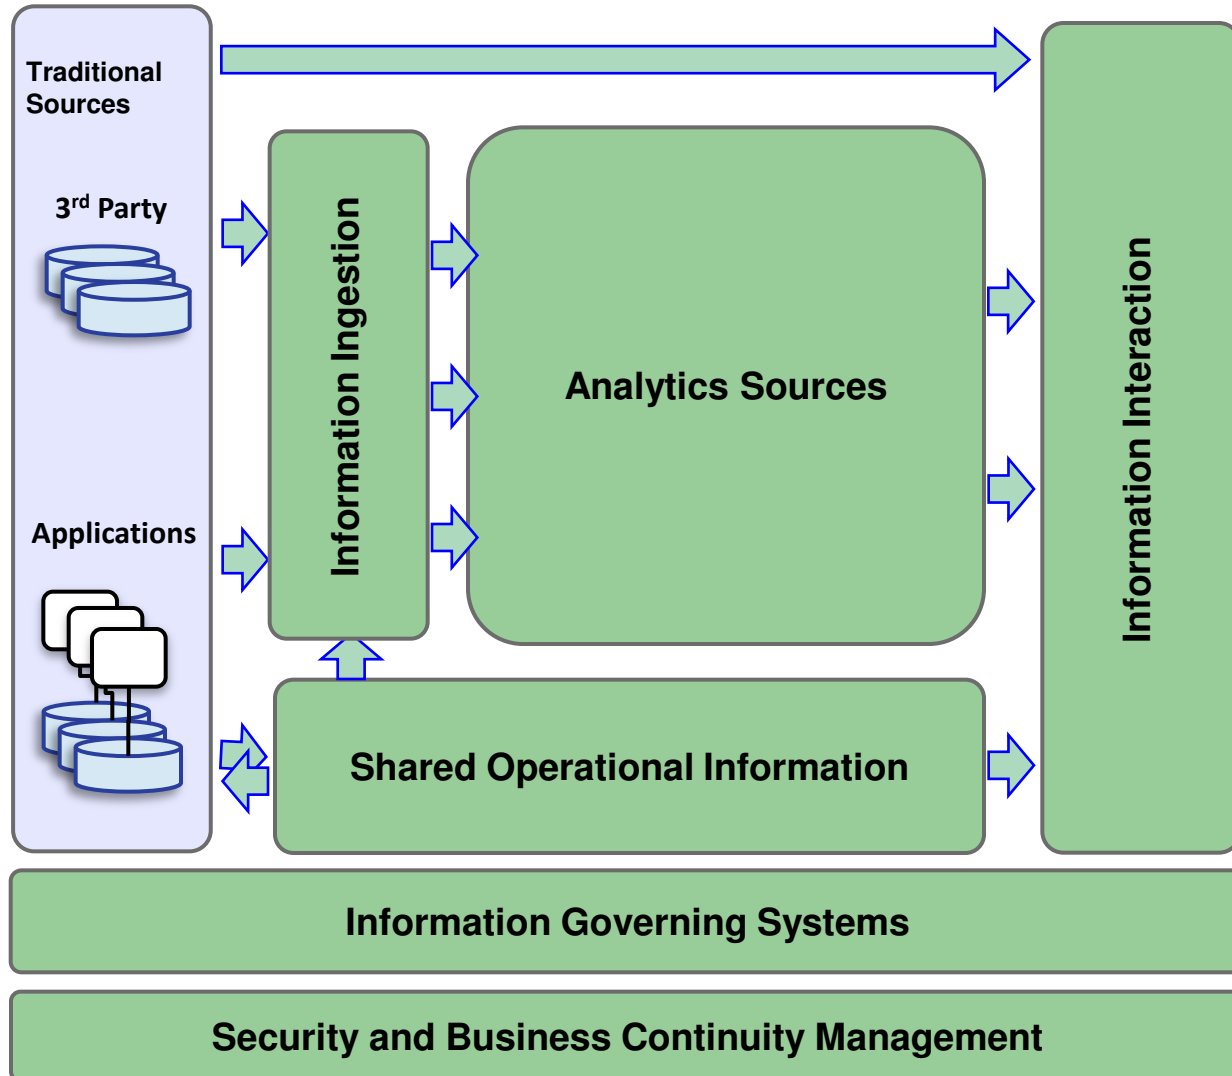 Traditional
Sources
3rd Party
Applications
Information Ingestion
Analytics Sources
Information Interaction
Shared Operational Information
Information Governing Systems
Security and Business Continuity Management